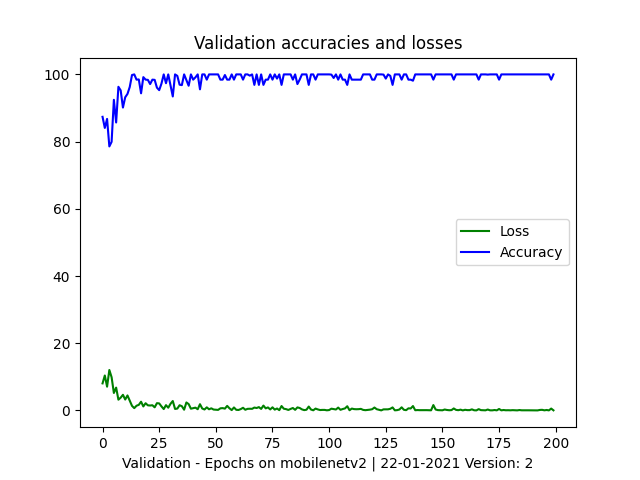 Validation accuracies and losses
100
80
60
40
20
0
Loss
Accuracy
0 25 50 75 100 125 150 175 200
Validation - Epochs on mobilenetv2 | 22-01-2021 Version: 2